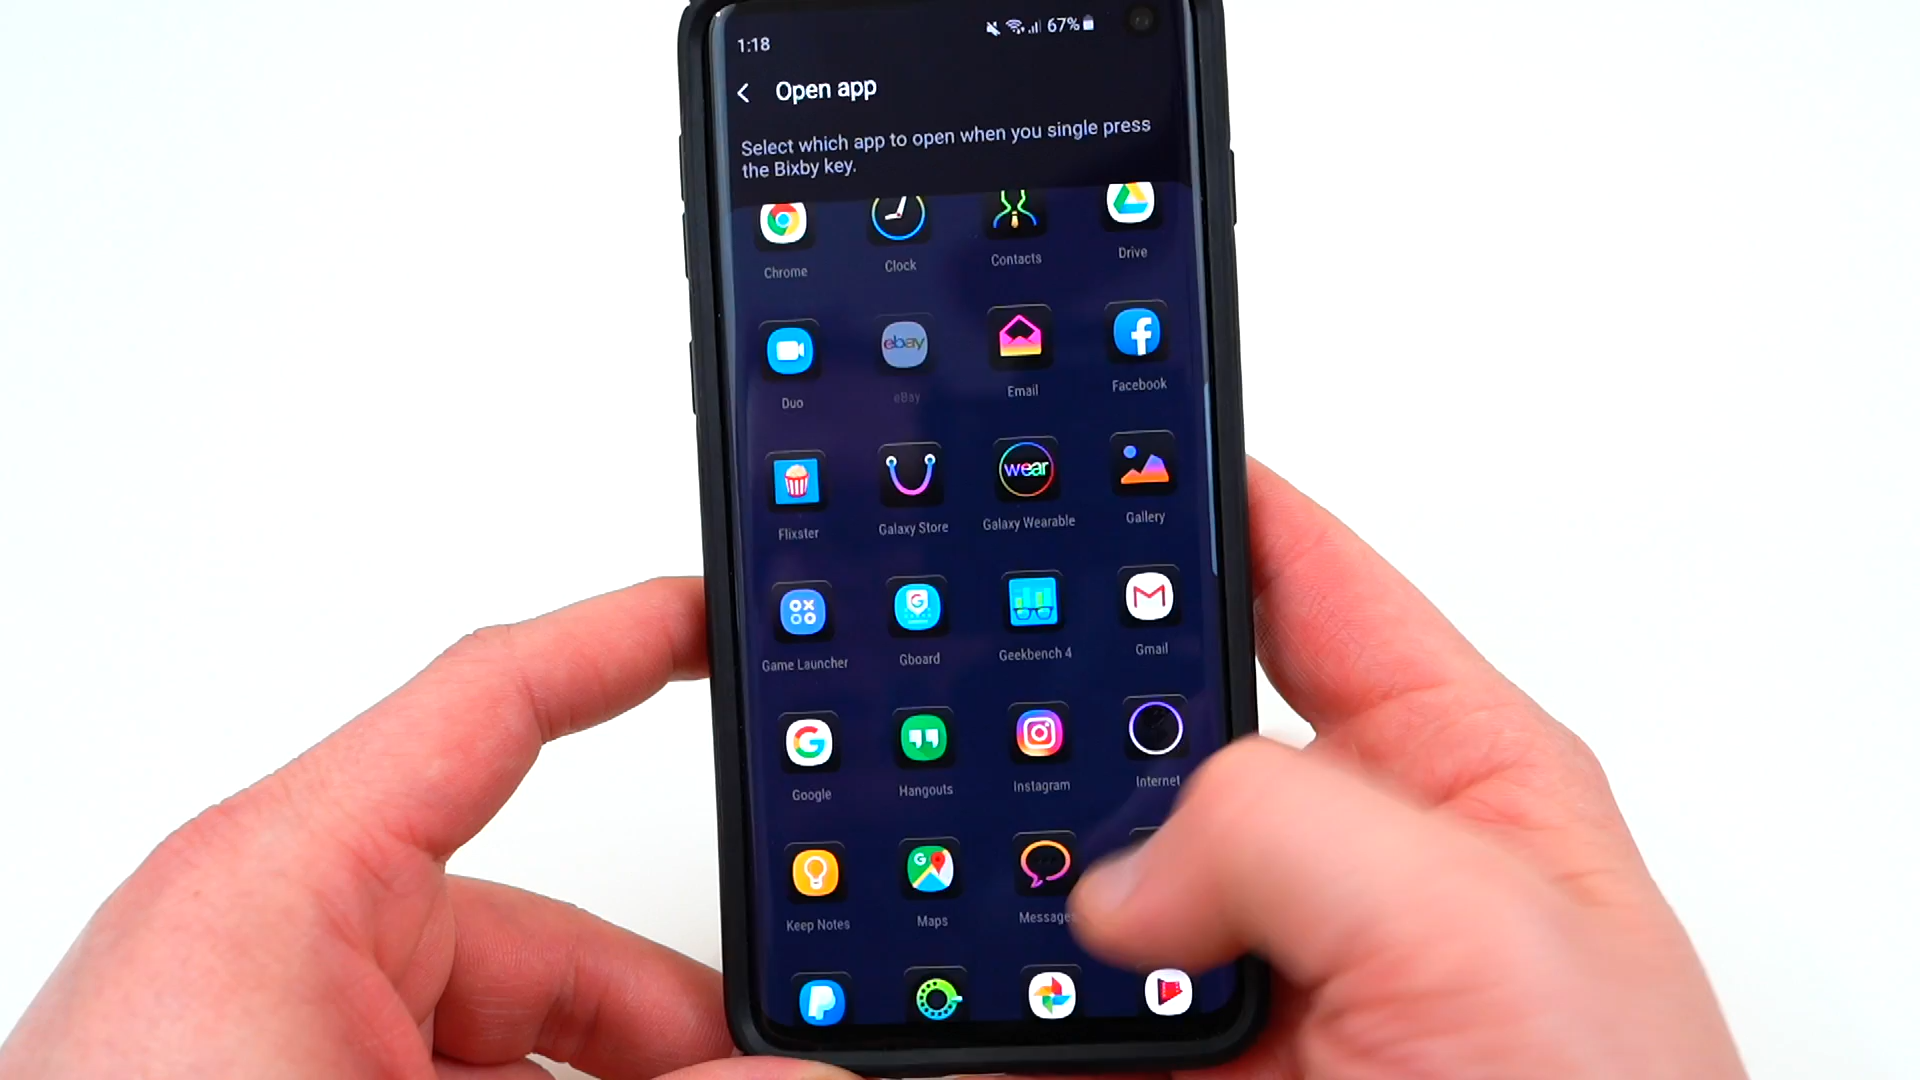 1:18
67%
Open app
Select which app to open when you single press
the Bixby key.
Chrome
Clock
Contacts
Drive
ebay
Duo
eBay
Email
Facebook
wear
Flixster
Galaxy Store
Galaxy Wearable
Gallery
Game Launcher
Gboard
Geekbench 4
Gmail
Google
Hangouts
Instagram
Internet
Keep Notes
Maps
Messages